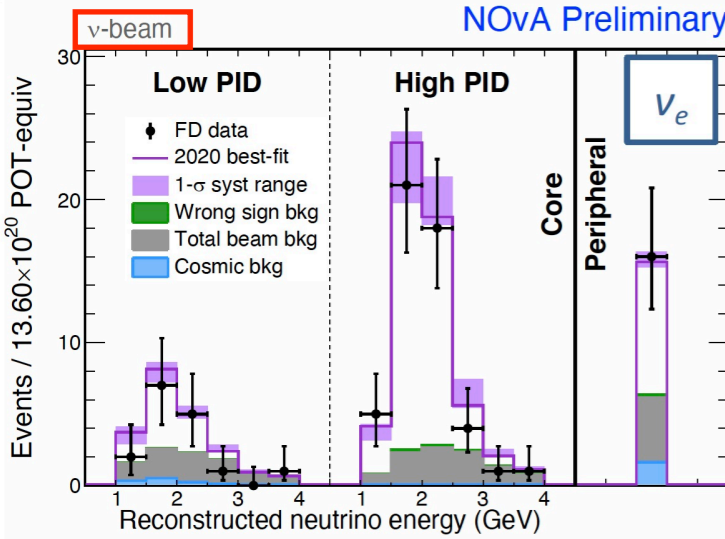 ν-beam
NOvA Preliminary
Low PID
High PID
ν_e
FD data
2020 best-fit
1-σ syst range
Wrong sign bkg
Total beam bkg
Cosmic bkg
Core
Peripheral
Events / 13.60×10²⁰ POT-equiv
30
20
10
0
1 2 3 4 1 2 3 4
Reconstructed neutrino energy (GeV)